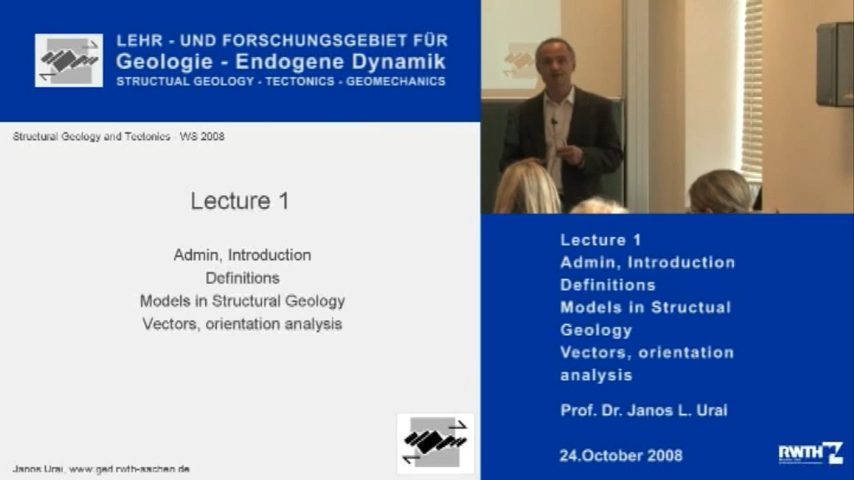 LEHR - UND FORSCHUNGSGEBIET FÜR
Geologie - Endogene Dynamik
STRUCTURAL GEOLOGY - TECTONICS - GEOMECHANICS
Structural Geology and Tectonics - WS 2008
Lecture 1
Admin, Introduction
Definitions
Models in Structural Geology
Vectors, orientation analysis
Janos Urai, www.ged.rwth-aachen.de
Lecture 1
Admin, Introduction
Definitions
Models in Structual
Geology
Vectors, orientation
analysis
Prof. Dr. Janos L. Urai
24.October 2008
RWTH